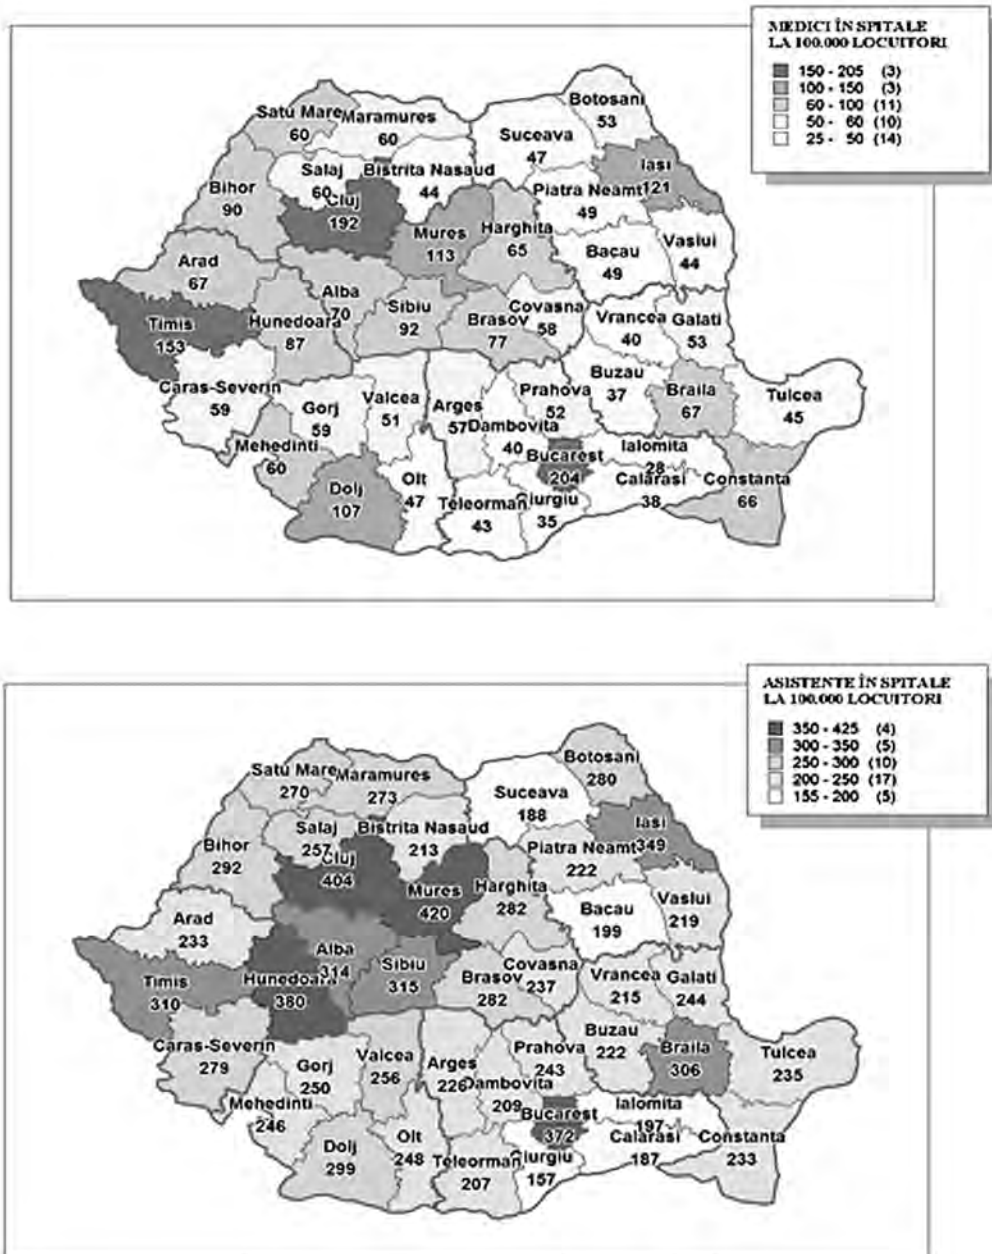 MEDICI ÎN SPITALE
LA 100.000 LOCUITORI
150 - 205 (3)
100 - 150 (3)
60 - 100 (11)
50 - 60 (10)
25 - 50 (14)
Botosani
53
Satu Mare
60
Maramures
60
Suceava
47
Iasi
121
Salaj
60
Bistrita Nasaud
44
Bihor
90
Cluj
192
Piatra Neamt
49
Mures
113
Harghita
65
Bacau
49
Vaslui
44
Arad
67
Alba
70
Sibiu
92
Covasna
58
Brasov
77
Vrancea
40
Galati
53
Timis
153
Hunedoara
87
Caras-Severin
59
Gorj
59
Valcea
51
Arges
57
Prahova
52
Buzau
37
Braila
67
Tulcea
45
Dambovita
40
Mehedinti
60
Bucarest
204
Ialomita
28
Calarasi
38
Constanta
66
Dolj
107
Olt
47
Teleorman
43
Giurgiu
35
ASISTENTE ÎN SPITALE
LA 100.000 LOCUITORI
350 - 425 (4)
300 - 350 (5)
250 - 300 (10)
200 - 250 (17)
155 - 200 (5)
Botosani
280
Satu Mare
270
Maramures
273
Suceava
188
Iasi
349
Salaj
257
Bistrita Nasaud
213
Bihor
292
Cluj
404
Piatra Neamt
222
Mures
420
Harghita
282
Bacau
199
Vaslui
219
Arad
233
Alba
314
Sibiu
315
Covasna
237
Brasov
282
Vrancea
215
Galati
244
Timis
310
Hunedoara
380
Caras-Severin
279
Gorj
250
Valcea
256
Arges
226
Prahova
243
Buzau
222
Braila
306
Tulcea
235
Dambovita
209
Mehedinti
246
Bucarest
372
Ialomita
197
Calarasi
187
Constanta
233
Dolj
299
Olt
248
Teleorman
207
Giurgiu
157